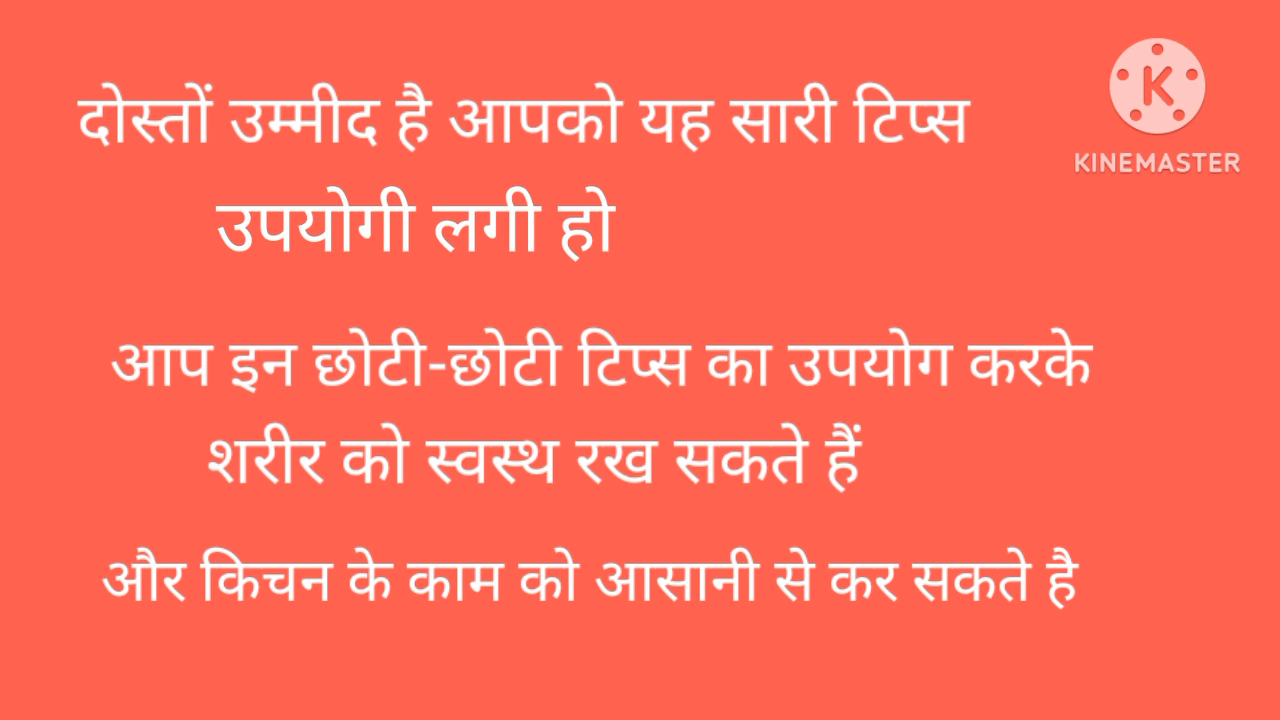 दोस्तों उम्मीद है आपको यह सारी टिप्स
KINEMASTER
उपयोगी लगी हो
आप इन छोटी-छोटी टिप्स का उपयोग करके
शरीर को स्वस्थ रख सकते हैं
और किचन के काम को आसानी से कर सकते है